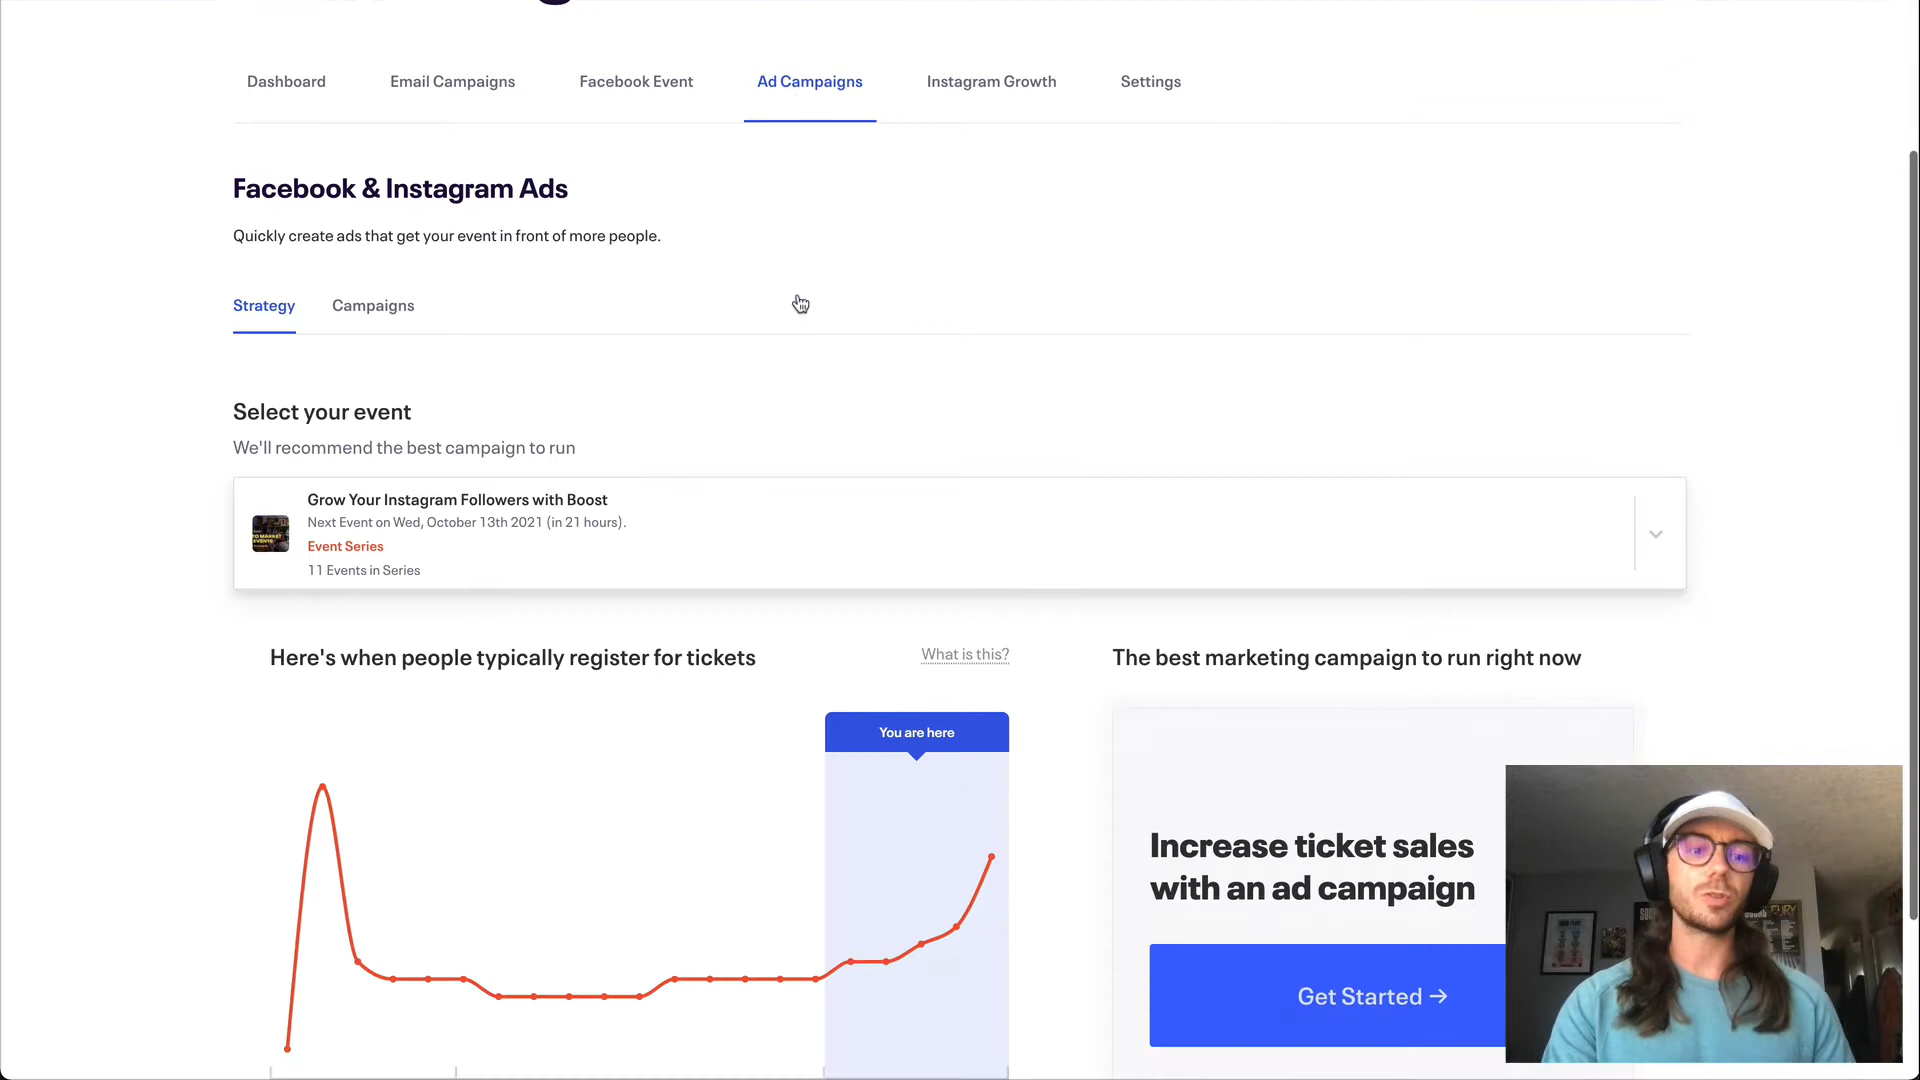 Dashboard
Email Campaigns
Facebook Event
Ad Campaigns
Instagram Growth
Settings
Facebook & Instagram Ads
Quickly create ads that get your event in front of more people.
Strategy
Campaigns
Select your event
We'll recommend the best campaign to run
TO MARKET
EVENTS
Grow Your Instagram Followers with Boost
Next Event on Wed, October 13th 2021 (in 21 hours).
Event Series
11 Events in Series
Here's when people typically register for tickets
What is this?
The best marketing campaign to run right now
You are here
Increase ticket sales
with an ad campaign
Get Started →
FURY